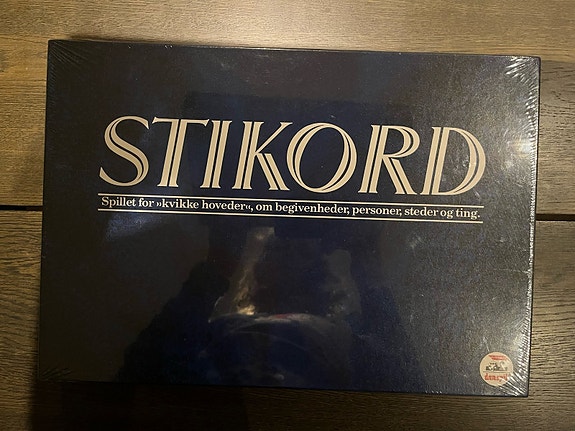 STIKORD
Spillet for »kvikke hoveder«, om begivenheder, personer, steder og ting.